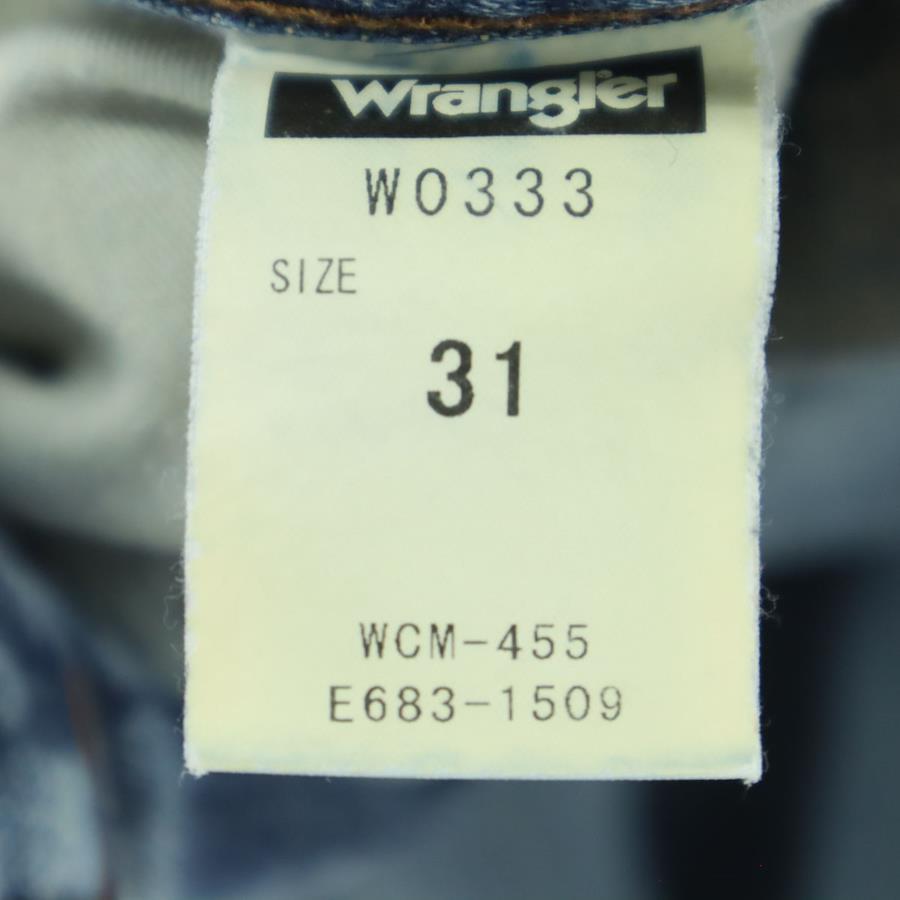 Wrangler
W0333
SIZE
31
WCM-455
E683-1509